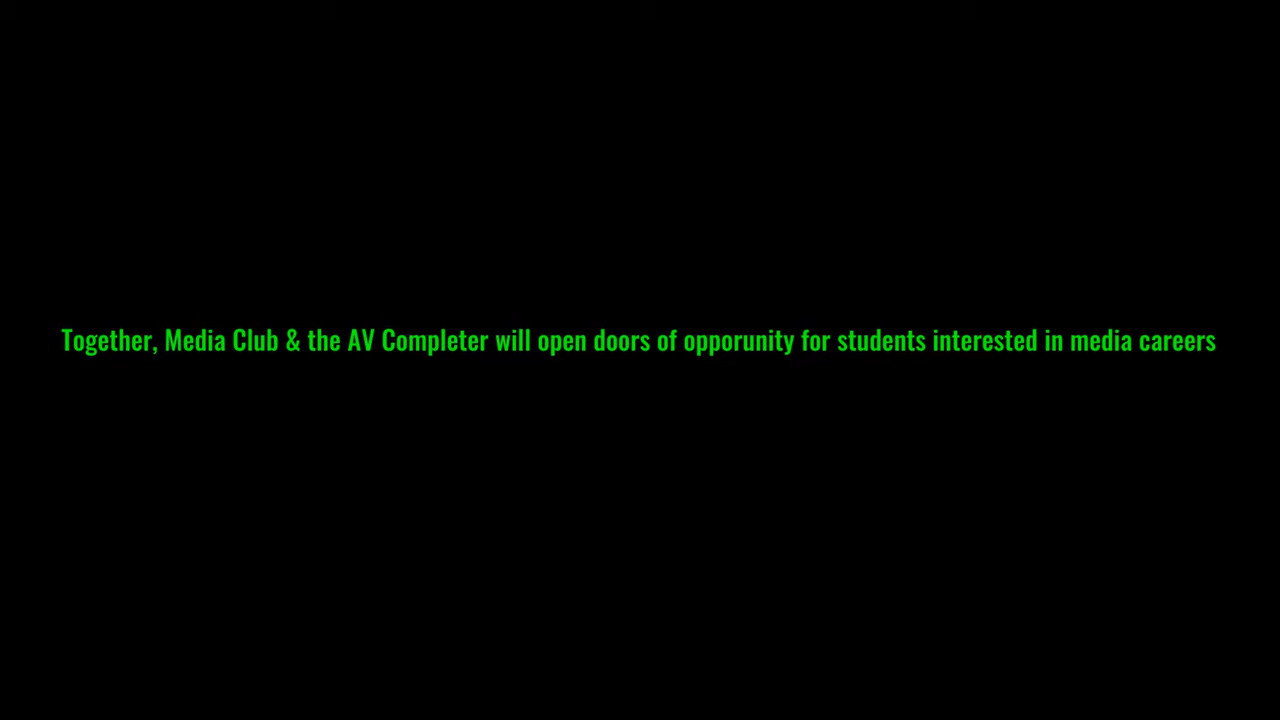 Together, Media Club & the AV Completer will open doors of opporunity for students interested in media careers